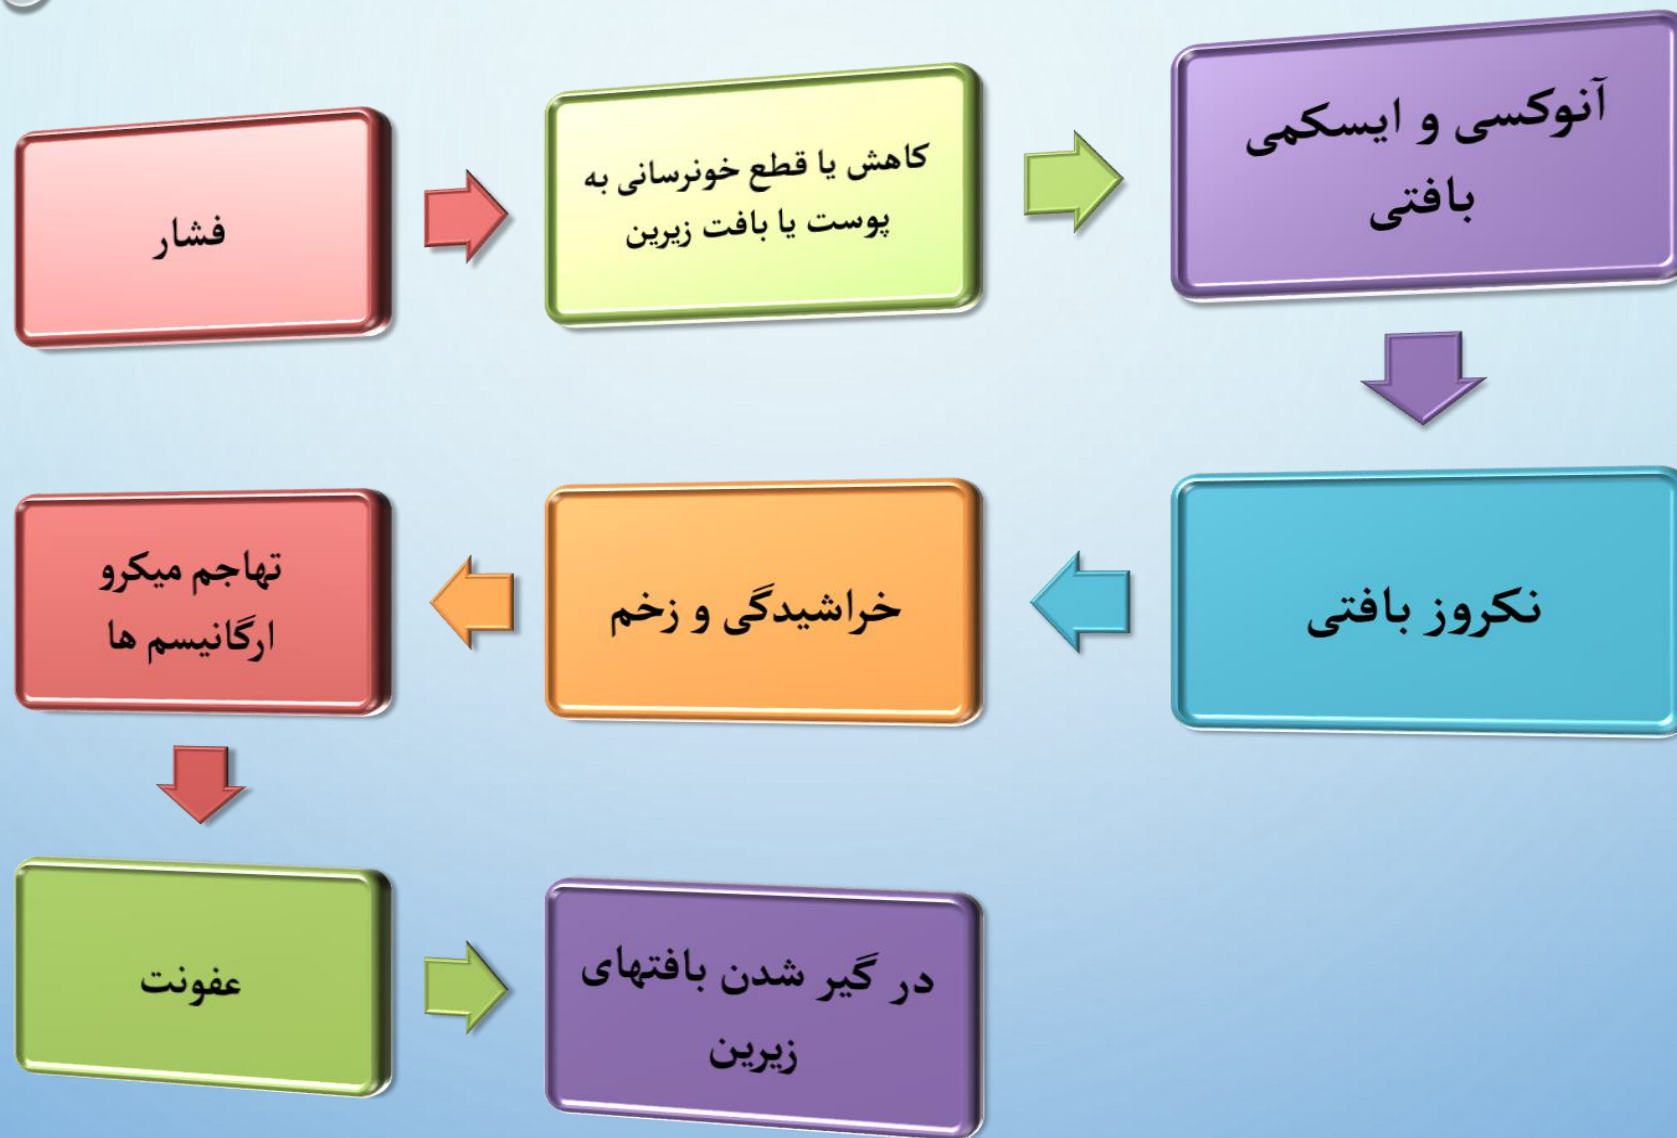 فشار
کاهش یا قطع خونرسانی به
پوست یا بافت زیرین
آنوکسی و ایسکمی
بافتی
نکروز بافتی
خراشیدگی و زخم
تهاجم میکرو
ارگانیسم ها
عفونت
در گیر شدن بافتهای
زیرین